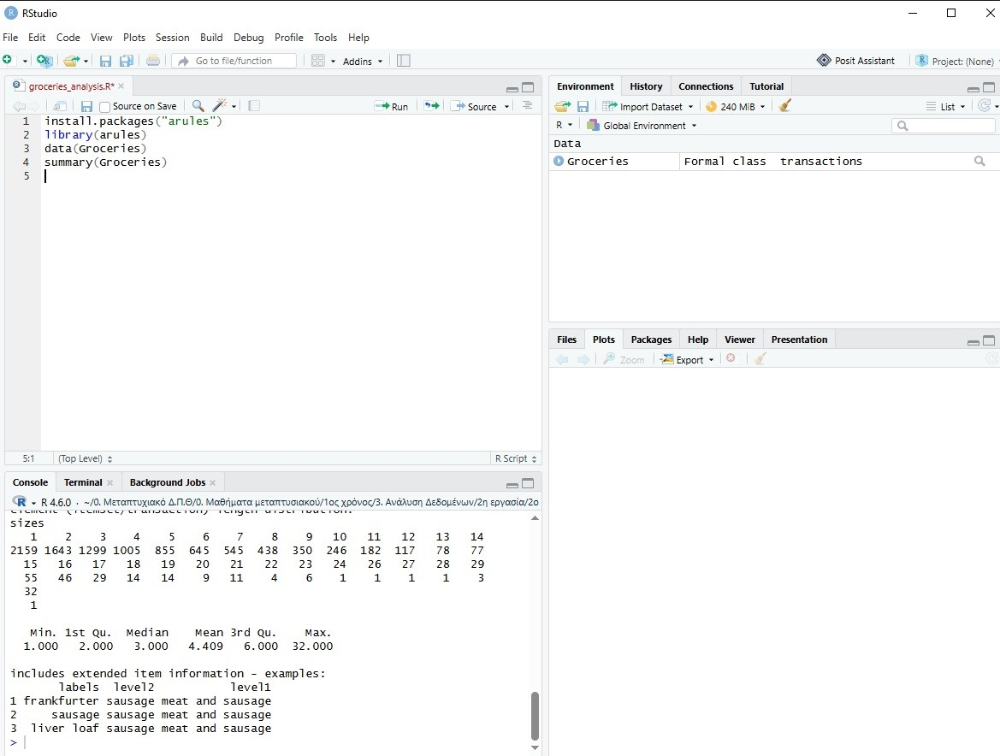 RStudio
File Edit Code View Plots Session Build Debug Profile Tools Help
Go to file/function Addins Posit Assistant Project: (None)
groceries_analysis.R*
Source on Save Run Source
1 install.packages("arules")
2 library(arules)
3 data(Groceries)
4 summary(Groceries)
5
5:1 (Top Level) R Script
Console Terminal Background Jobs
R 4.6.0 · ~/0. Μεταπτυχιακό Δ.Π.Θ/0. Μαθήματα μεταπτυσιακού/1ος χρόνος/3. Ανάλυση Δεδομένων/2η εργασία/2ο
element (itemset/transaction) length distribution:
sizes
1 2 3 4 5 6 7 8 9 10 11 12 13 14
2159 1643 1299 1005 855 645 545 438 350 246 182 117 78 77
15 16 17 18 19 20 21 22 23 24 26 27 28 29
55 46 29 14 14 9 11 4 6 1 1 1 1 3
32
1
Min. 1st Qu. Median Mean 3rd Qu. Max.
1.000 2.000 3.000 4.409 6.000 32.000
includes extended item information - examples:
labels level2 level1
1 frankfurter sausage meat and sausage
2 sausage sausage meat and sausage
3 liver loaf sausage meat and sausage
>
Environment History Connections Tutorial
Import Dataset 240 MiB List
R Global Environment
Data
Groceries Formal class transactions
Files Plots Packages Help Viewer Presentation
Zoom Export